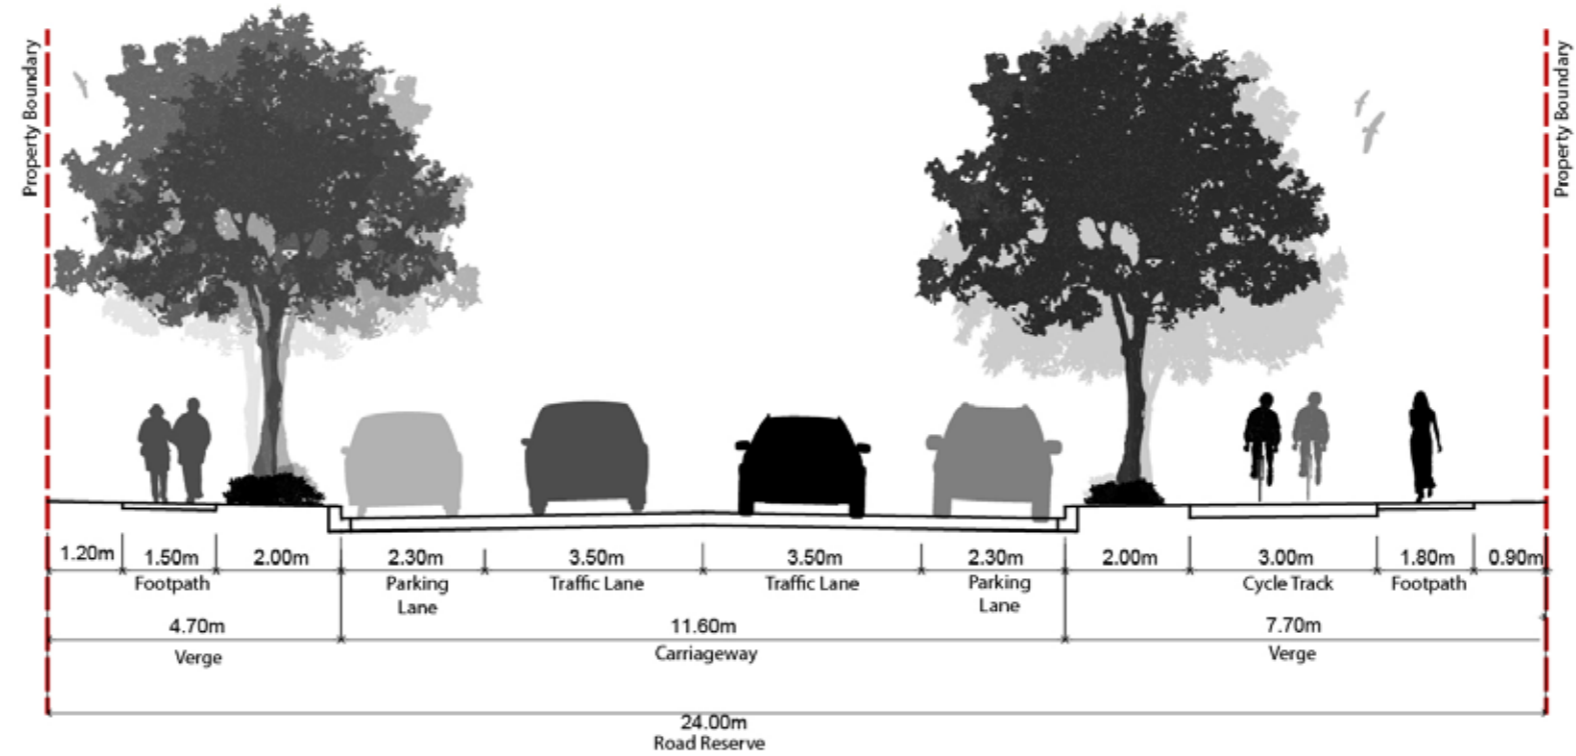 Property Boundary
Property Boundary
1.20m 1.50m 2.00m 2.30m 3.50m 3.50m 2.30m 2.00m 3.00m 1.80m 0.90m
Footpath Parking Traffic Lane Traffic Lane Parking Cycle Track Footpath
Lane Lane
4.70m 11.60m 7.70m
Verge Carriageway Verge
24.00m
Road Reserve